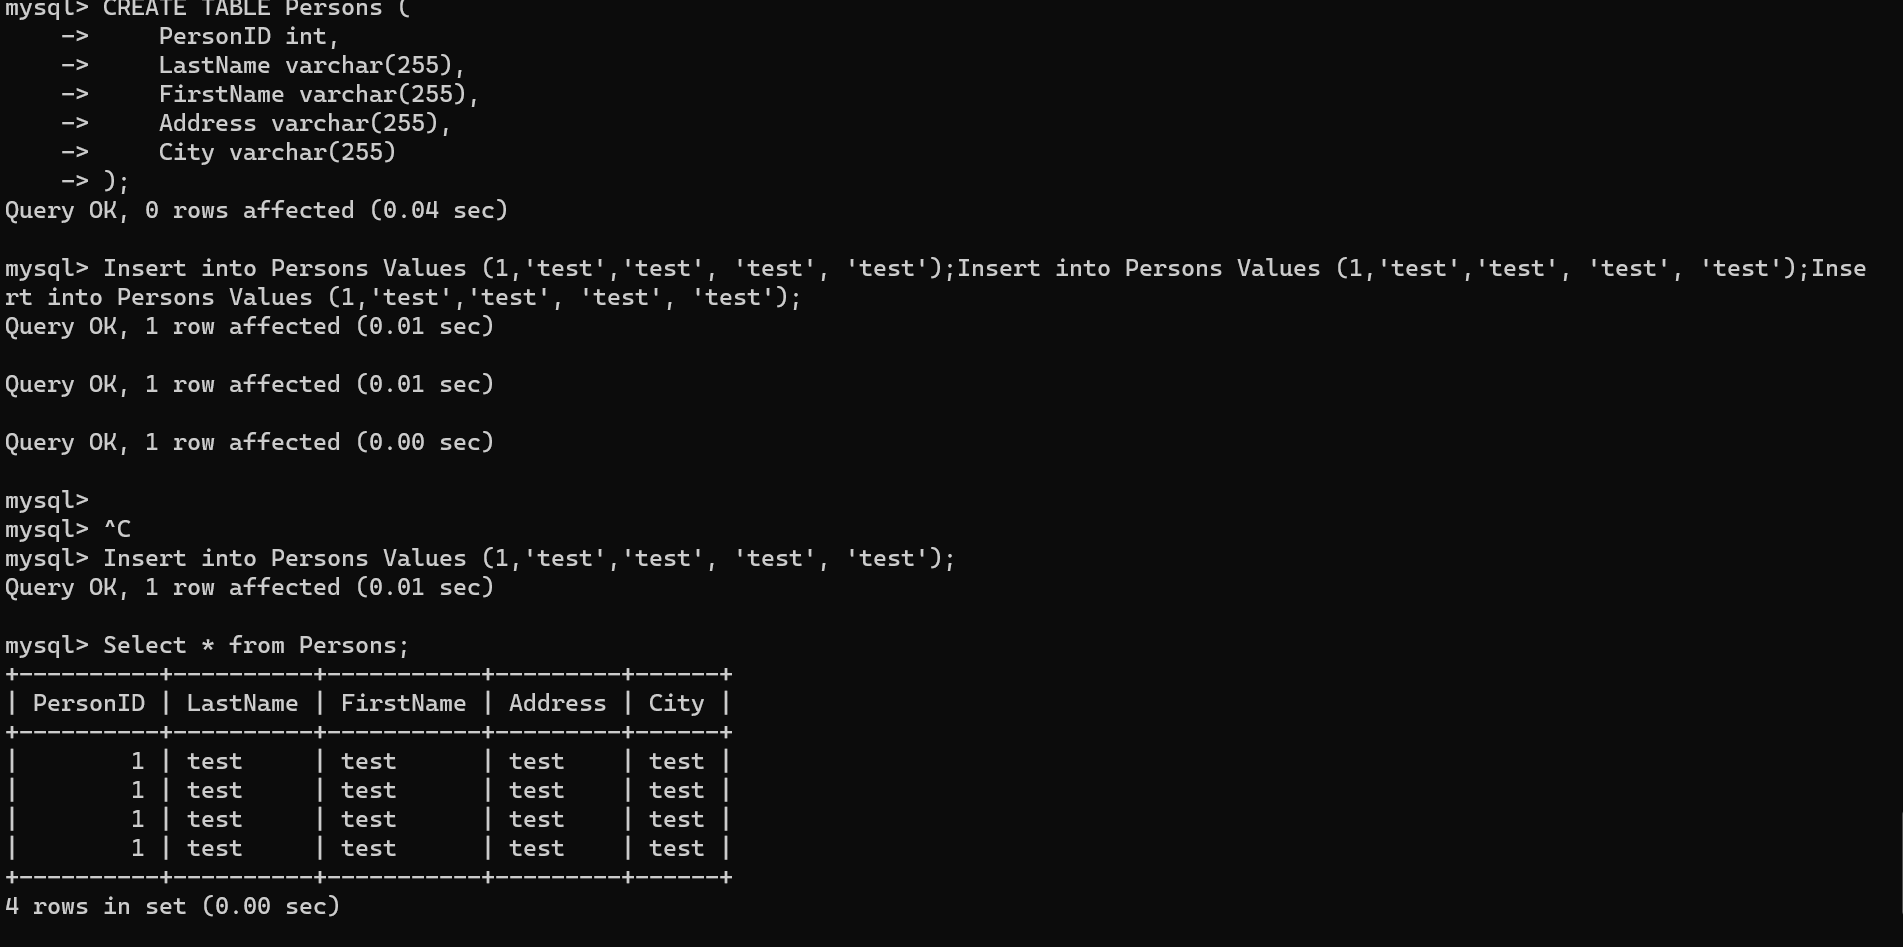 mysql> CREATE TABLE Persons (
    ->     PersonID int,
    ->     LastName varchar(255),
    ->     FirstName varchar(255),
    ->     Address varchar(255),
    ->     City varchar(255)
    -> );
Query OK, 0 rows affected (0.04 sec)

mysql> Insert into Persons Values (1,'test','test', 'test', 'test');Insert into Persons Values (1,'test','test', 'test', 'test');Inse
rt into Persons Values (1,'test','test', 'test', 'test');
Query OK, 1 row affected (0.01 sec)

Query OK, 1 row affected (0.01 sec)

Query OK, 1 row affected (0.00 sec)

mysql>
mysql> ^C
mysql> Insert into Persons Values (1,'test','test', 'test', 'test');
Query OK, 1 row affected (0.01 sec)

mysql> Select * from Persons;
+----------+----------+-----------+---------+------+
| PersonID | LastName | FirstName | Address | City |
+----------+----------+-----------+---------+------+
|        1 | test     | test      | test    | test |
|        1 | test     | test      | test    | test |
|        1 | test     | test      | test    | test |
|        1 | test     | test      | test    | test |
+----------+----------+-----------+---------+------+
4 rows in set (0.00 sec)